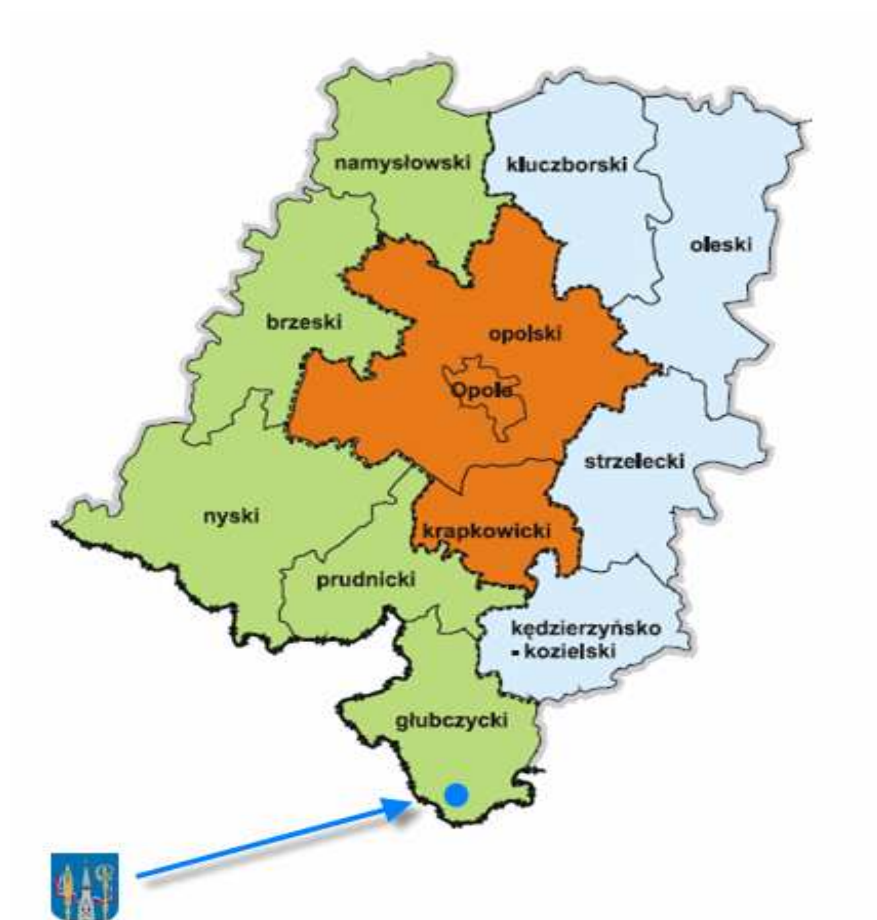 namysłowski
kluczborski
oleski
brzeski
opolski
Opole
strzelecki
nyski
krapkowicki
prudnicki
kędzierzyńsko
- kozielski
głubczycki